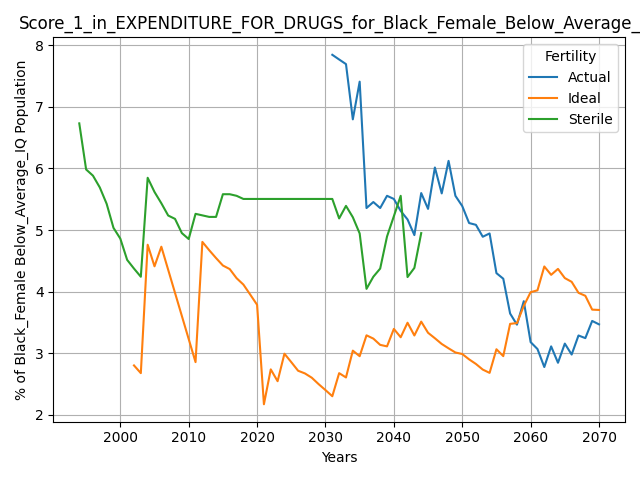 Score_1_in_EXPENDITURE_FOR_DRUGS_for_Black_Female_Below_Average_
% of Black_Female Below_Average_IQ Population
8
7
6
5
4
3
2
Fertility
Actual
Ideal
Sterile
2000 2010 2020 2030 2040 2050 2060 2070
Years